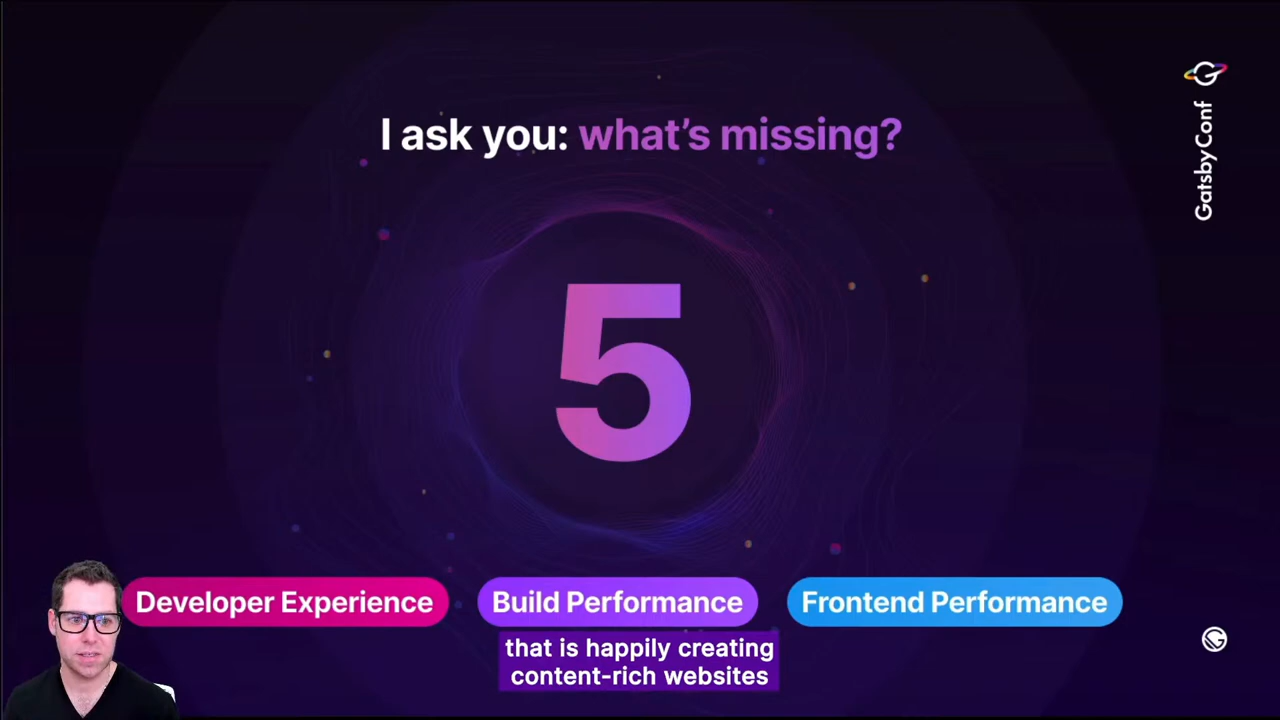 I ask you: what's missing?
GatsbyConf
5
Developer Experience
Build Performance
Frontend Performance
that is happily creating
content-rich websites